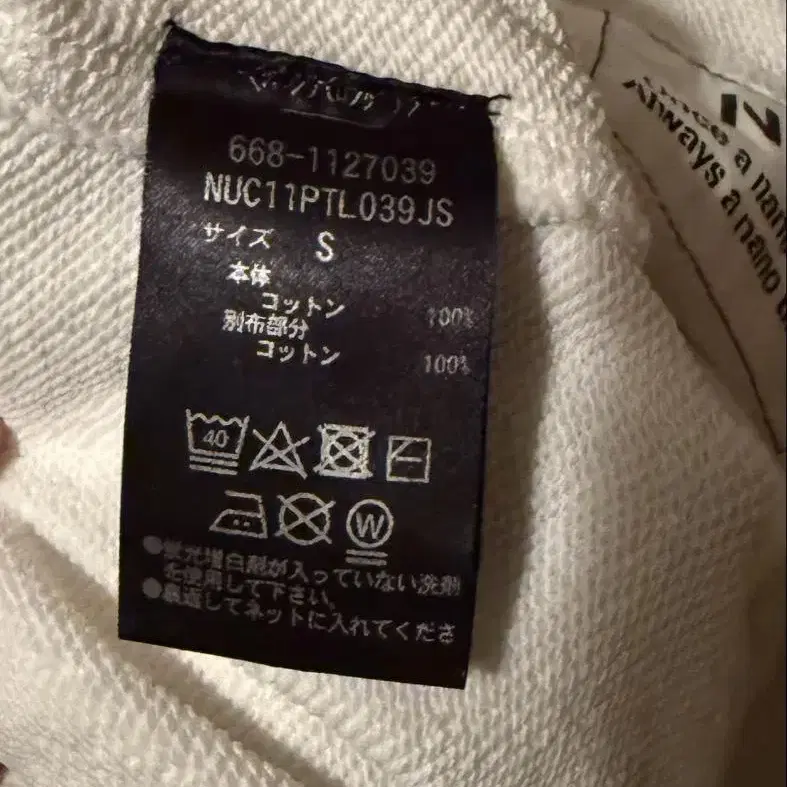 668-1127039
NUC11PTL039JS
サイズ S
本体
コットン 100%
別布部分
コットン 100%
40
W
●蛍光増白剤が入っていない洗剤
を使用して下さい。
●裏返してネットに入れてくださ
N
Once a nano
Always a nano